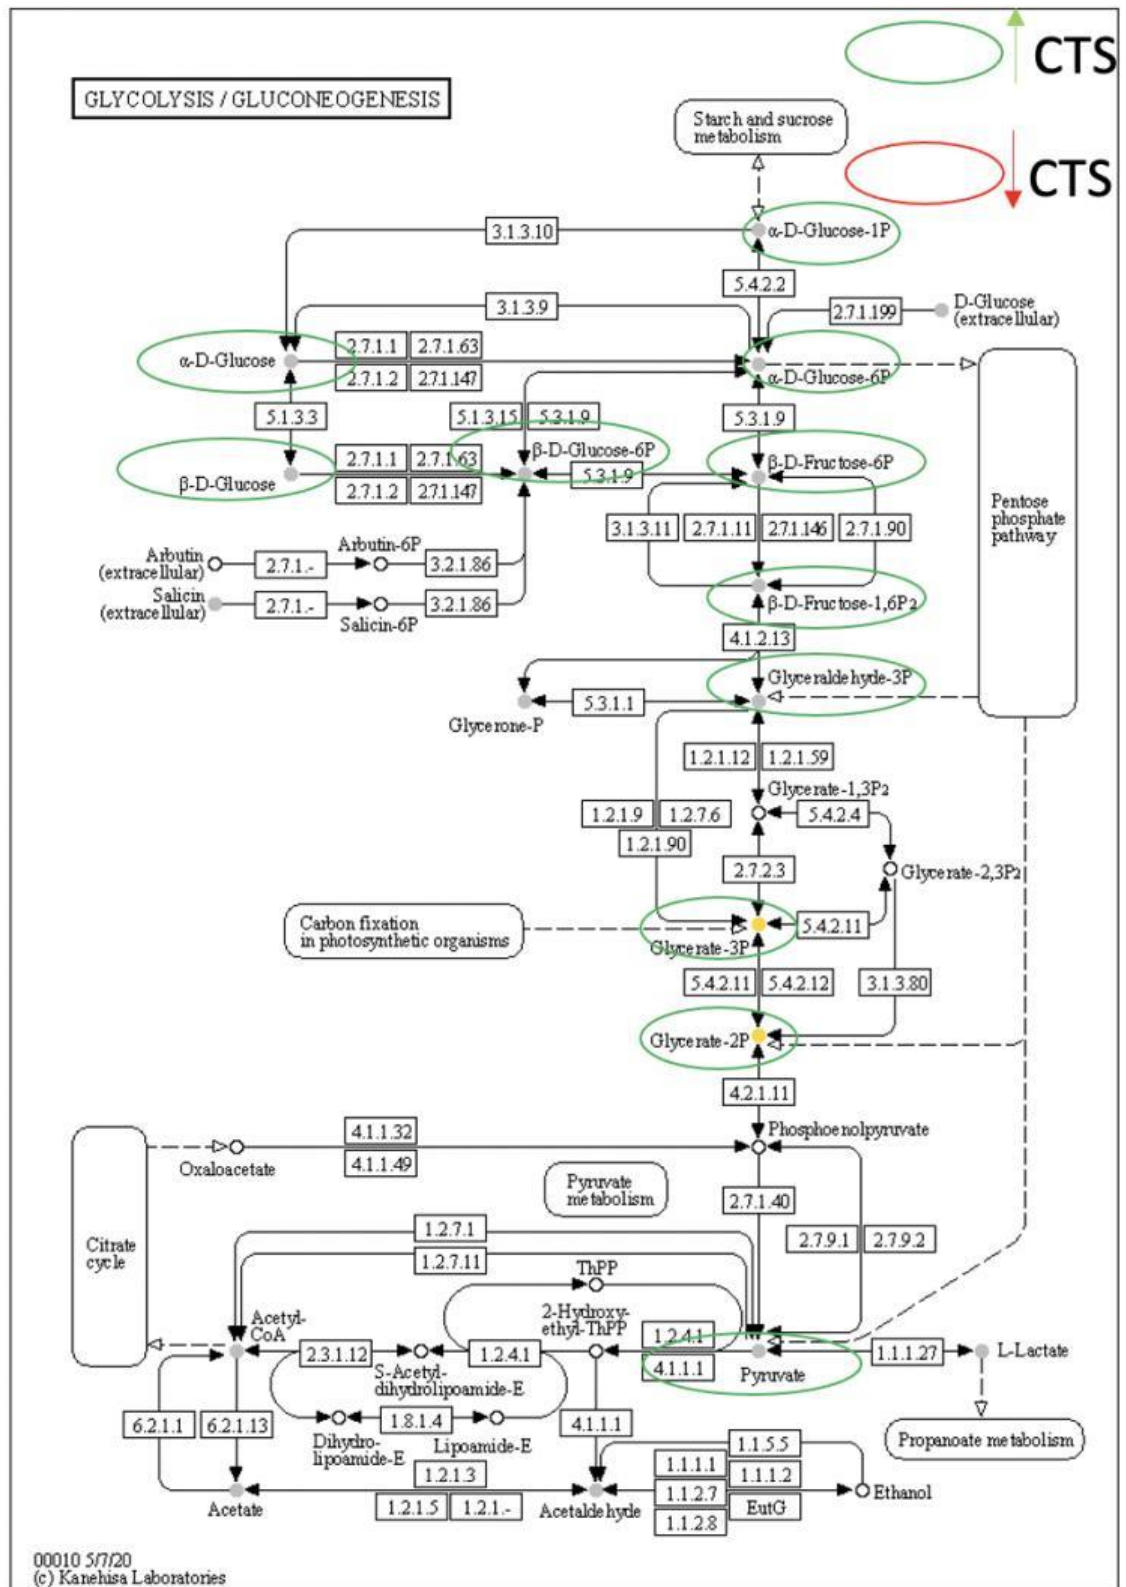 CTS
GLYCOLYSIS / GLUCONEOGENESIS
Starch and sucrose
metabolism
CTS
3.1.3.10
α-D-Glucose-1P
5.4.2.2
3.1.3.9
2.7.1.199
D-Glucose
(extracellular)
2.7.1.1
2.7.1.63
α-D-Glucose
2.7.1.2
2.7.1.147
α-D-Glucose-6P
5.1.3.3
5.1.3.15
5.3.1.9
5.3.1.9
β-D-Glucose-6P
2.7.1.1
2.7.1.63
β-D-Fructose-6P
5.3.1.9
β-D-Glucose
2.7.1.2
2.7.1.147
Pentose
phosphate
pathway
3.1.3.11
2.7.1.11
2.7.1.146
2.7.1.90
Arbutin
(extracellular)
2.7.1.-
Arbutin-6P
3.2.1.86
Salicin
(extracellular)
2.7.1.-
Salicin-6P
3.2.1.86
β-D-Fructose-1,6P2
4.1.2.13
Glyceraldehyde-3P
5.3.1.1
Glycerone-P
1.2.1.12
1.2.1.59
Glycerate-1,3P2
1.2.1.9
1.2.7.6
5.4.2.4
1.2.1.90
2.7.2.3
Glycerate-2,3P2
Carbon fixation
in photosynthetic organisms
5.4.2.11
Glycerate-3P
5.4.2.11
5.4.2.12
3.1.3.80
Glycerate-2P
4.2.1.11
4.1.1.32
Phosphoenolpyruvate
Oxaloacetate
4.1.1.49
Pyruvate
metabolism
2.7.1.40
Citrate
cycle
1.2.7.1
2.7.9.1
2.7.9.2
1.2.7.11
ThPP
Acetyl-
CoA
2-Hydroxy-
ethyl-ThPP
1.2.4.1
2.3.1.12
1.2.4.1
1.1.1.27
L-Lactate
S-Acetyl-
dihydrolipoamide-E
4.1.1.1
Pyruvate
6.2.1.1
6.2.1.13
1.8.1.4
4.1.1.1
Dihydro-
lipoamide-E
Lipoamide-E
Propanoate metabolism
1.1.5.5
1.2.1.3
1.1.1.1
1.1.1.2
Acetate
1.2.1.5
1.2.1.-
Acetaldehyde
1.1.2.7
EutG
Ethanol
1.1.2.8
00010 5/7/20
(c) Kanehisa Laboratories